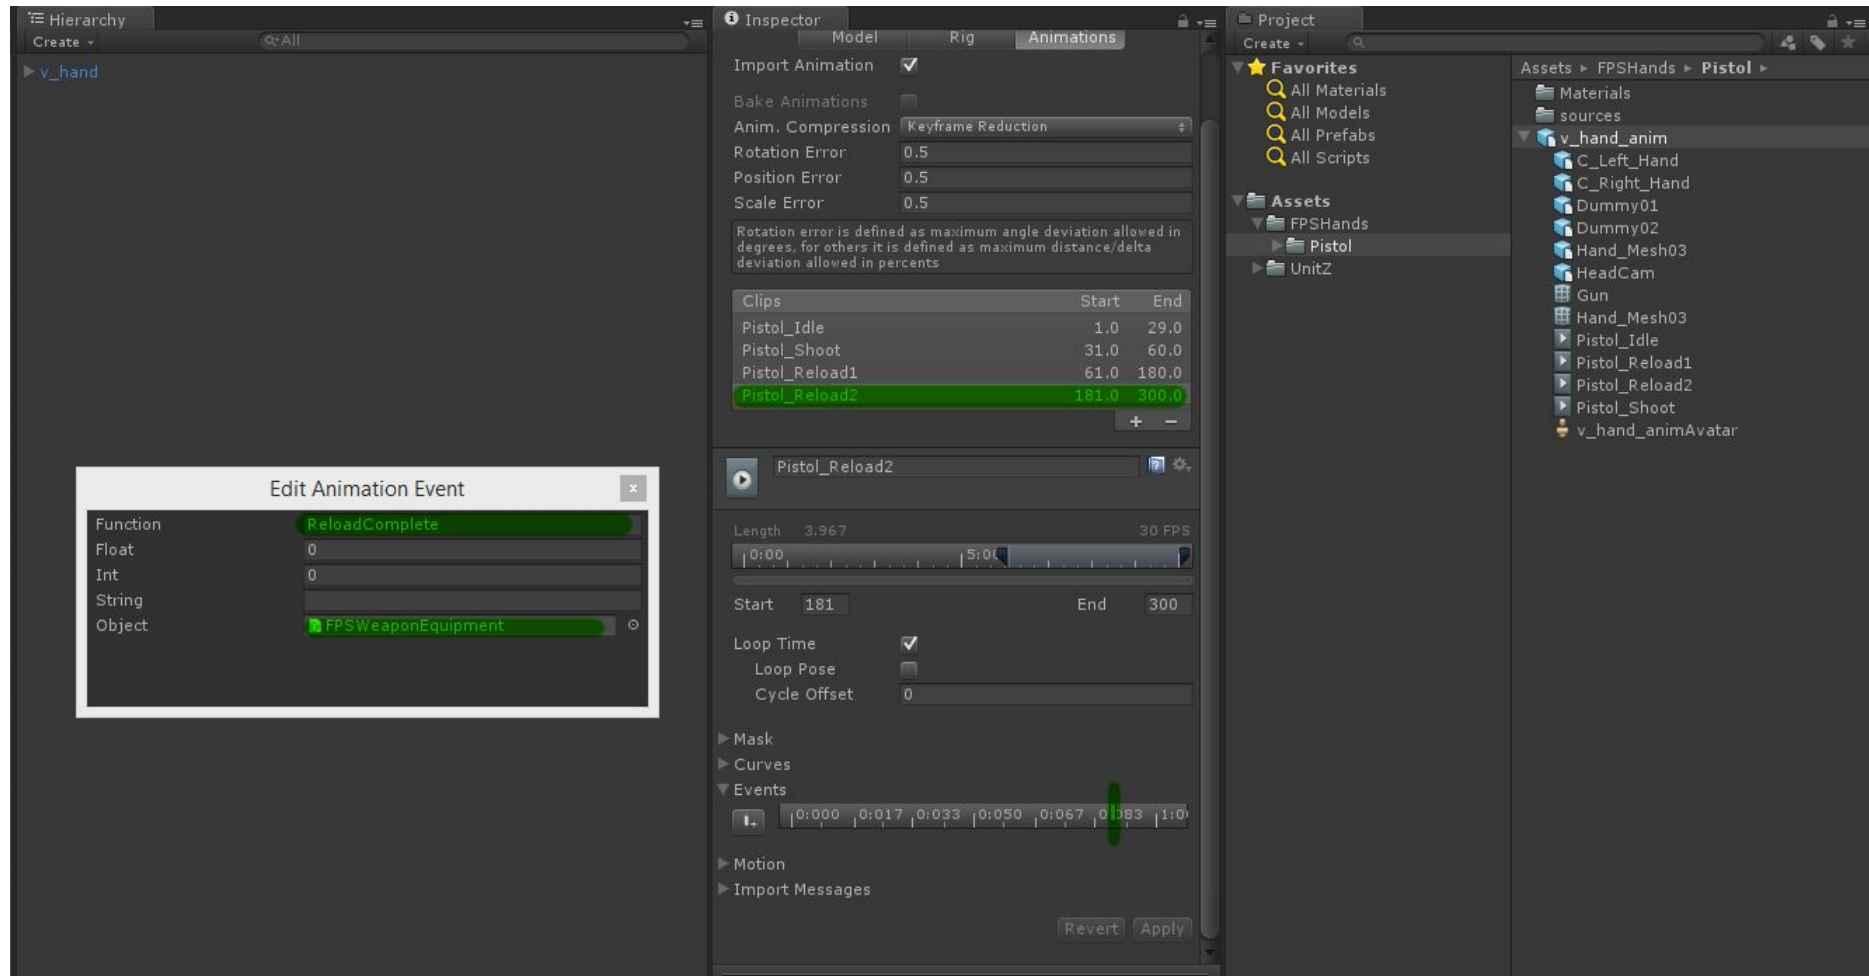 Hierarchy
Create
All
v_hand
Edit Animation Event
x
Function ReloadComplete
Float 0
Int 0
String
Object FPSWeaponEquipment
Inspector
Model Rig Animations
Import Animation
Bake Animations
Anim. Compression Keyframe Reduction
Rotation Error 0.5
Position Error 0.5
Scale Error 0.5
Rotation error is defined as maximum angle deviation allowed in
degrees, for others it is defined as maximum distance/delta
deviation allowed in percents
Clips Start End
Pistol_Idle 1.0 29.0
Pistol_Shoot 31.0 60.0
Pistol_Reload1 61.0 180.0
Pistol_Reload2 181.0 300.0
+ −
Pistol_Reload2
Length 3.967 30 FPS
0:00 5:00
Start 181 End 300
Loop Time
Loop Pose
Cycle Offset 0
Mask
Curves
Events
0:000 0:017 0:033 0:050 0:067 0:083 1:0
Motion
Import Messages
Revert Apply
Project
Create
Favorites
All Materials
All Models
All Prefabs
All Scripts
Assets
FPSHands
Pistol
UnitZ
Assets ▸ FPSHands ▸ Pistol ▸
Materials
sources
v_hand_anim
C_Left_Hand
C_Right_Hand
Dummy01
Dummy02
Hand_Mesh03
HeadCam
Gun
Hand_Mesh03
Pistol_Idle
Pistol_Reload1
Pistol_Reload2
Pistol_Shoot
v_hand_animAvatar